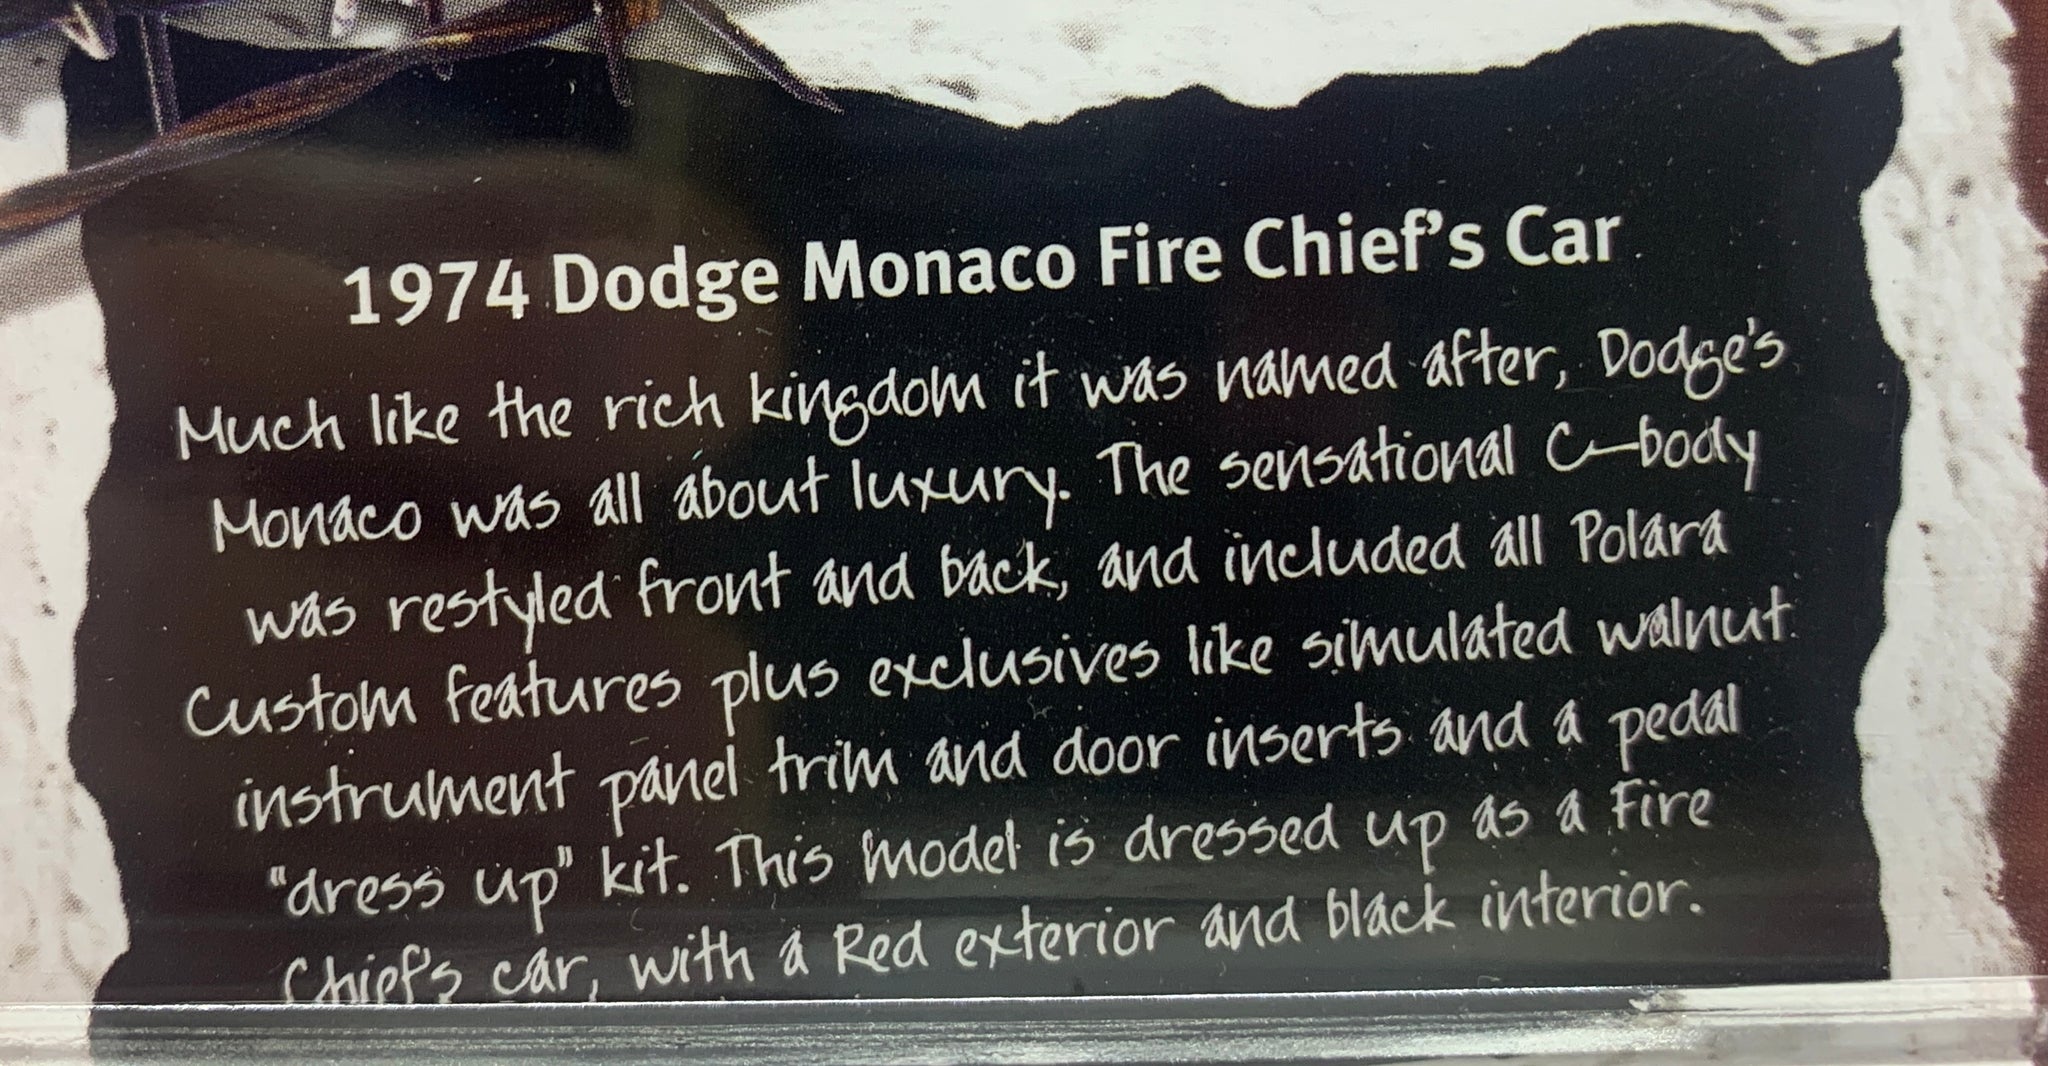 1974 Dodge Monaco Fire Chief's Car
Much like the rich kingdom it was named after, Dodge's
Monaco was all about luxury. The sensational C-body
was restyled front and back, and included all Polara
Custom features plus exclusives like simulated walnut
instrument panel trim and door inserts and a pedal
"dress up" kit. This model is dressed up as a Fire
Chief's car, with a Red exterior and black interior.